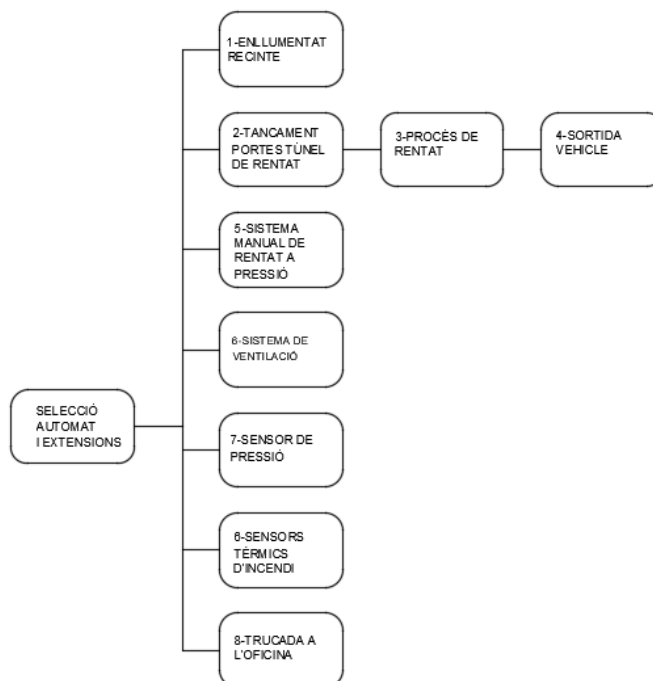 1-ENLLUMENTAT
RECINTE
2-TANCAMENT
PORTES TÚNEL
DE RENTAT
3-PROCÈS DE
RENTAT
4-SORTIDA
VEHICLE
5-SISTEMA
MANUAL DE
RENTAT A
PRESSIÓ
6-SISTEMA DE
VENTILACIÓ
SELECCIÓ
AUTOMAT
I EXTENSIONS
7-SENSOR DE
PRESSIÓ
6-SENSORS
TÈRMICS
D'INCENDI
8-TRUCADA A
L'OFICINA